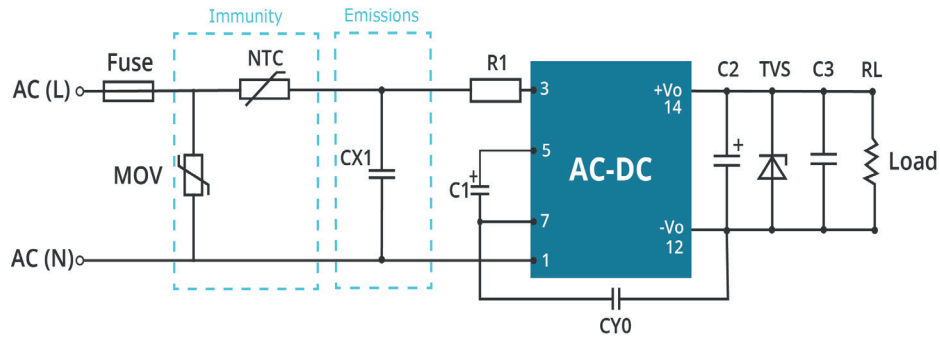 Immunity
Emissions
Fuse
NTC
R1
C2
TVS
C3
RL
AC (L)
3
+Vo
14
MOV
CX1
C1
+
5
AC-DC
+
Load
7
-Vo
12
AC (N)
1
CY0